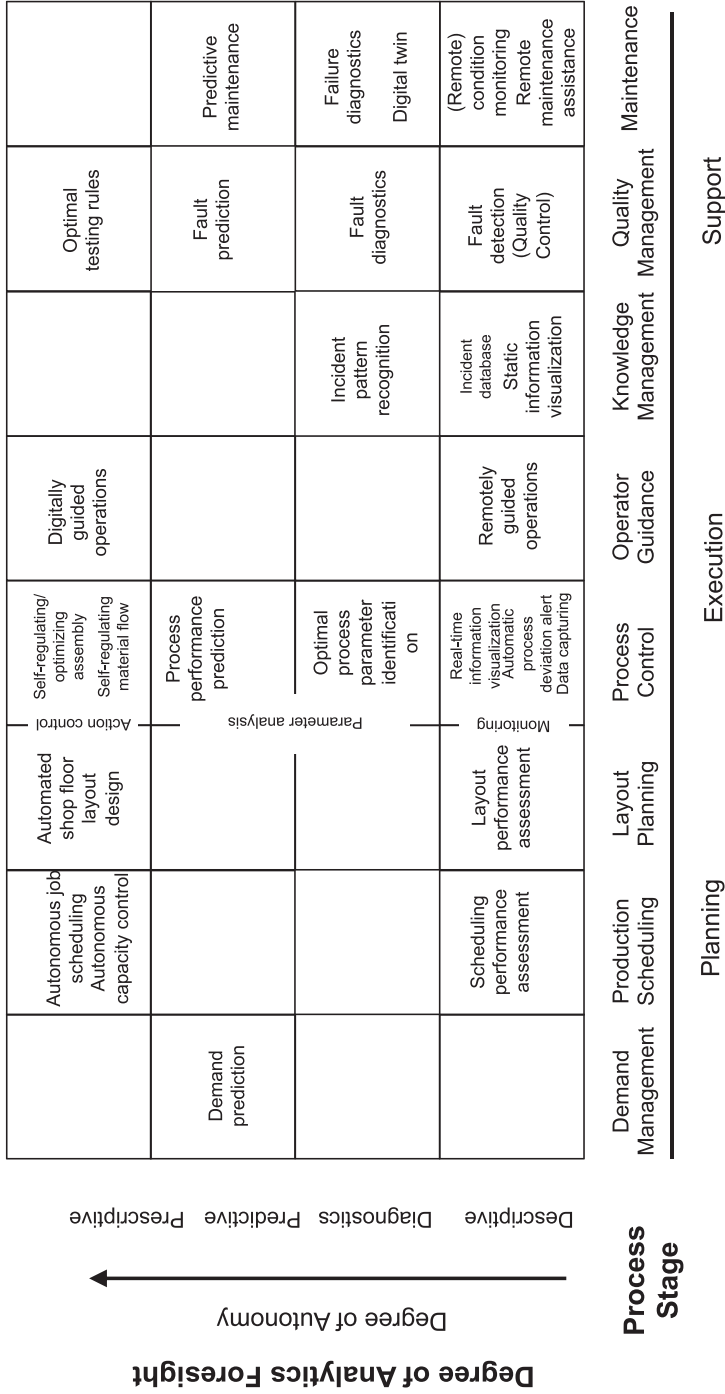 Degree of Analytics Foresight
Degree of Autonomy
Prescriptive
Predictive
Diagnostics
Descriptive
Autonomous job
scheduling
Autonomous
capacity control
Automated
shop floor
layout
design
Action control
Self-regulating/
optimizing
assembly
Self-regulating
material flow
Digitally
guided
operations
Optimal
testing rules
Demand
prediction
Parameter analysis
Process
performance
prediction
Fault
prediction
Predictive
maintenance
Optimal
process
parameter
identificati
on
Incident
pattern
recognition
Fault
diagnostics
Failure
diagnostics
Digital twin
Scheduling
performance
assessment
Layout
performance
assessment
Monitoring
Real-time
information
visualization Automatic
process
deviation alert
Data capturing
Remotely
guided
operations
Incident
database
Static
information
visualization
Fault
detection
(Quality
Control)
(Remote)
condition
monitoring
Remote
maintenance
assistance
Process
Stage
Demand
Management
Production
Scheduling
Layout
Planning
Process
Control
Operator
Guidance
Knowledge
Management
Quality
Management
Maintenance
Planning
Execution
Support